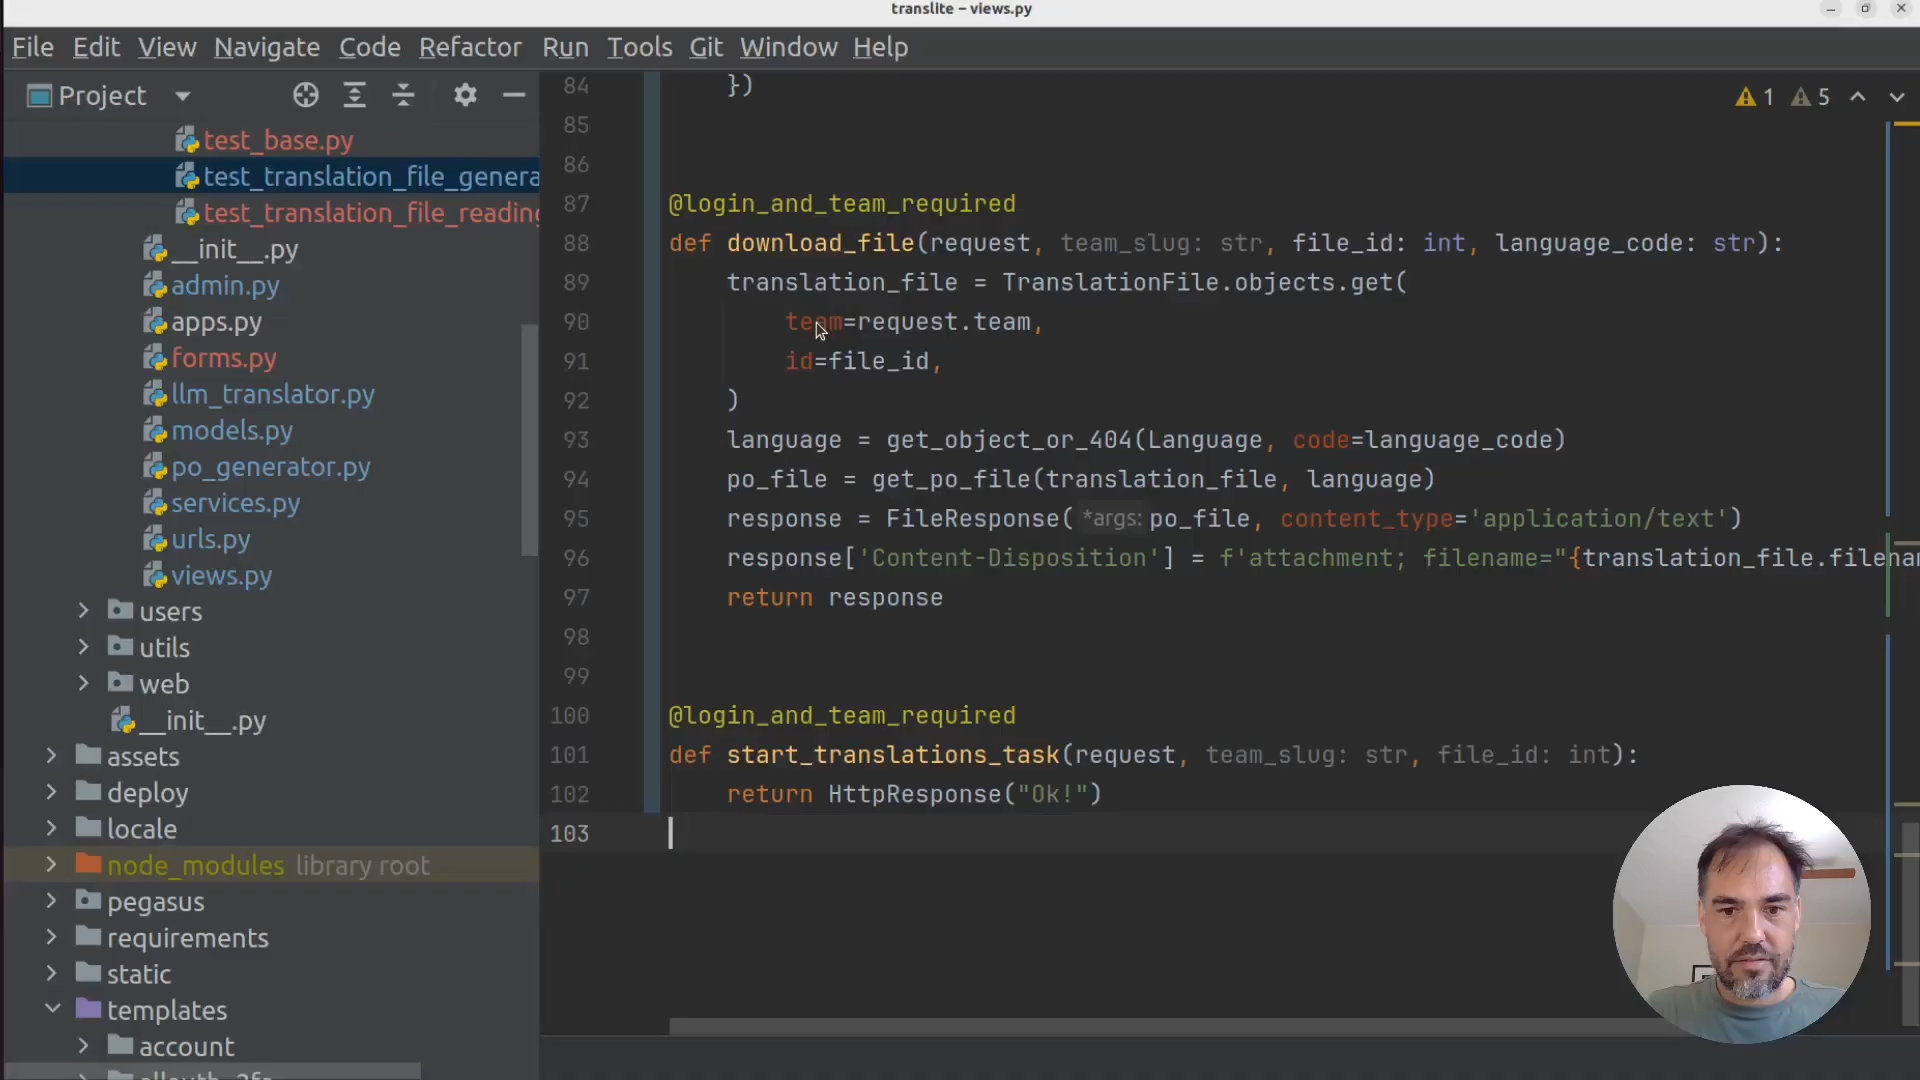 translite – views.py
File Edit View Navigate Code Refactor Run Tools Git Window Help
Project
test_base.py
test_translation_file_genera
test_translation_file_reading
__init__.py
admin.py
apps.py
forms.py
llm_translator.py
models.py
po_generator.py
services.py
urls.py
views.py
users
utils
web
__init__.py
assets
deploy
locale
node_modules library root
pegasus
requirements
static
templates
account
1 5
84 })
85
86
87 @login_and_team_required
88 def download_file(request, team_slug: str, file_id: int, language_code: str):
89 translation_file = TranslationFile.objects.get(
90 team=request.team,
91 id=file_id,
92 )
93 language = get_object_or_404(Language, code=language_code)
94 po_file = get_po_file(translation_file, language)
95 response = FileResponse( *args: po_file, content_type='application/text')
96 response['Content-Disposition'] = f'attachment; filename="{translation_file.filenam
97 return response
98
99
100 @login_and_team_required
101 def start_translations_task(request, team_slug: str, file_id: int):
102 return HttpResponse("Ok!")
103